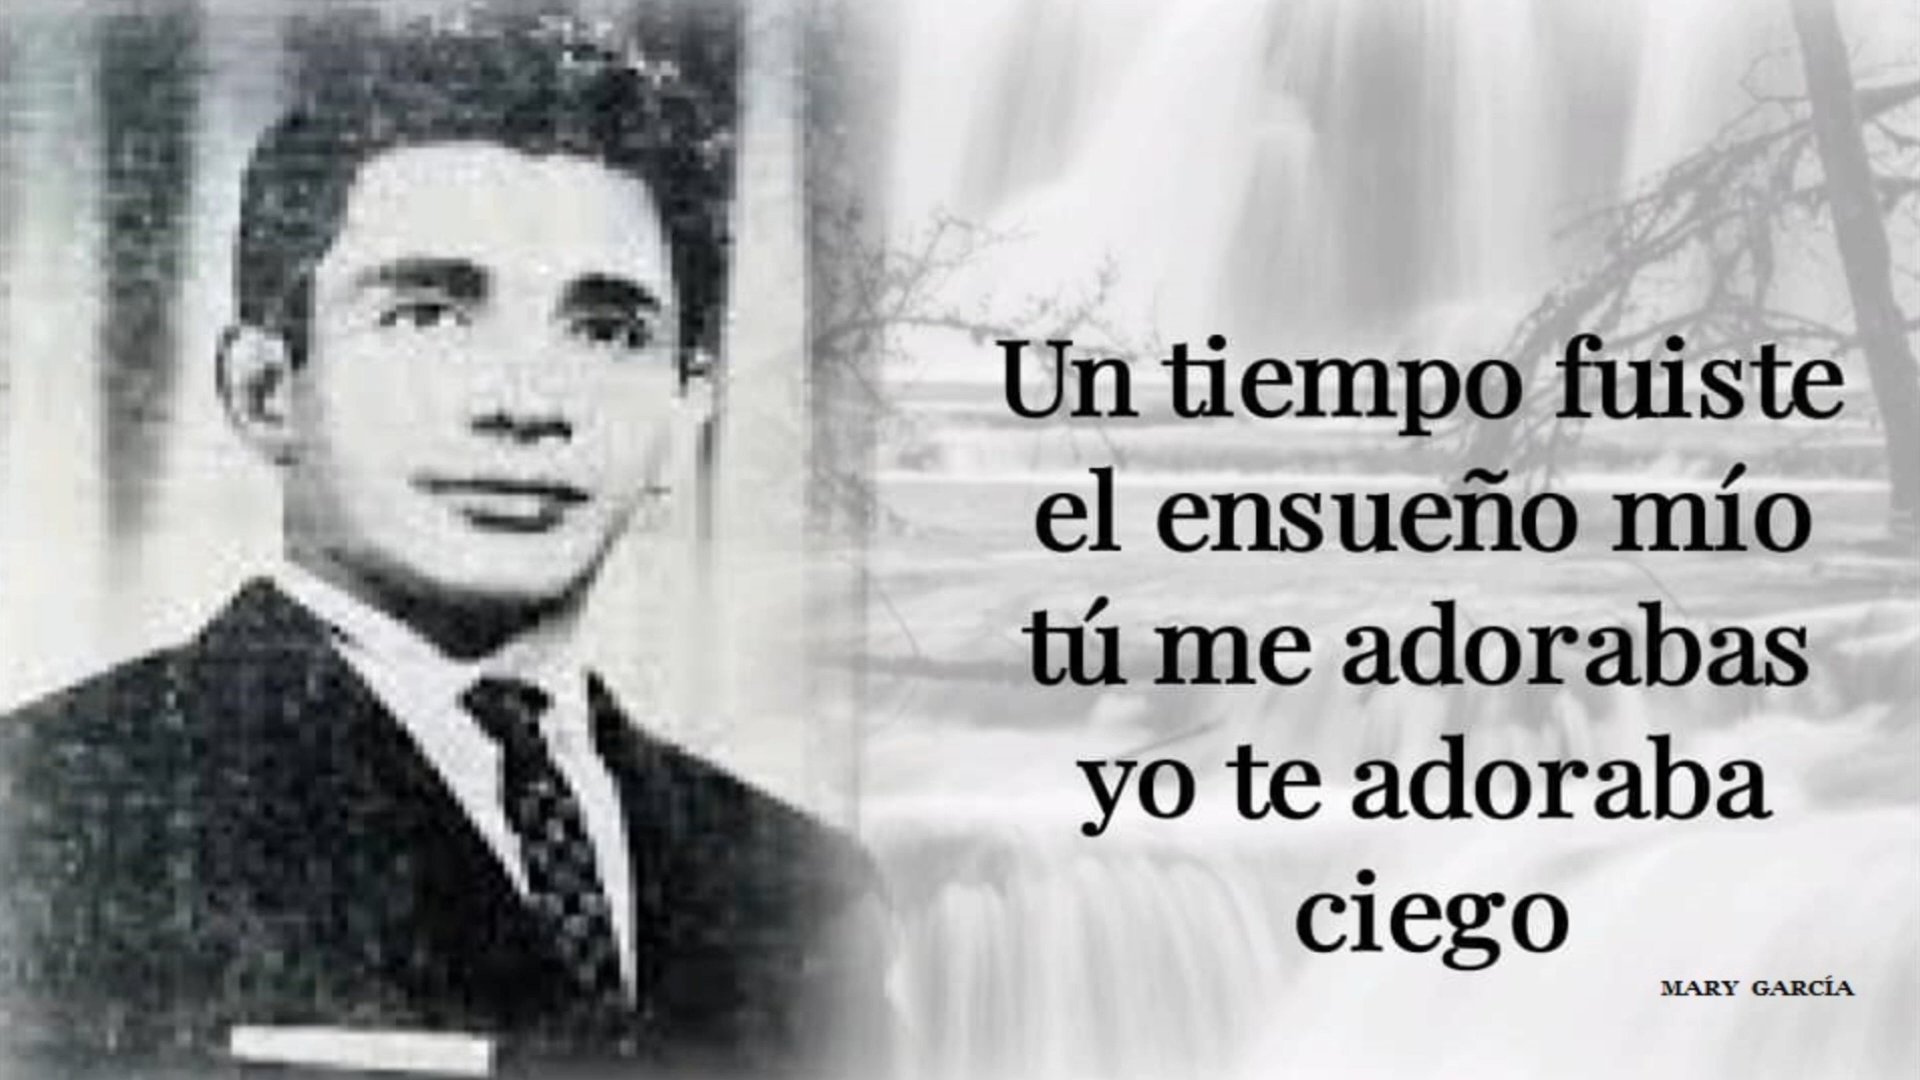 Un tiempo fuiste
el ensueño mío
tú me adorabas
yo te adoraba
ciego
MARY GARCÍA